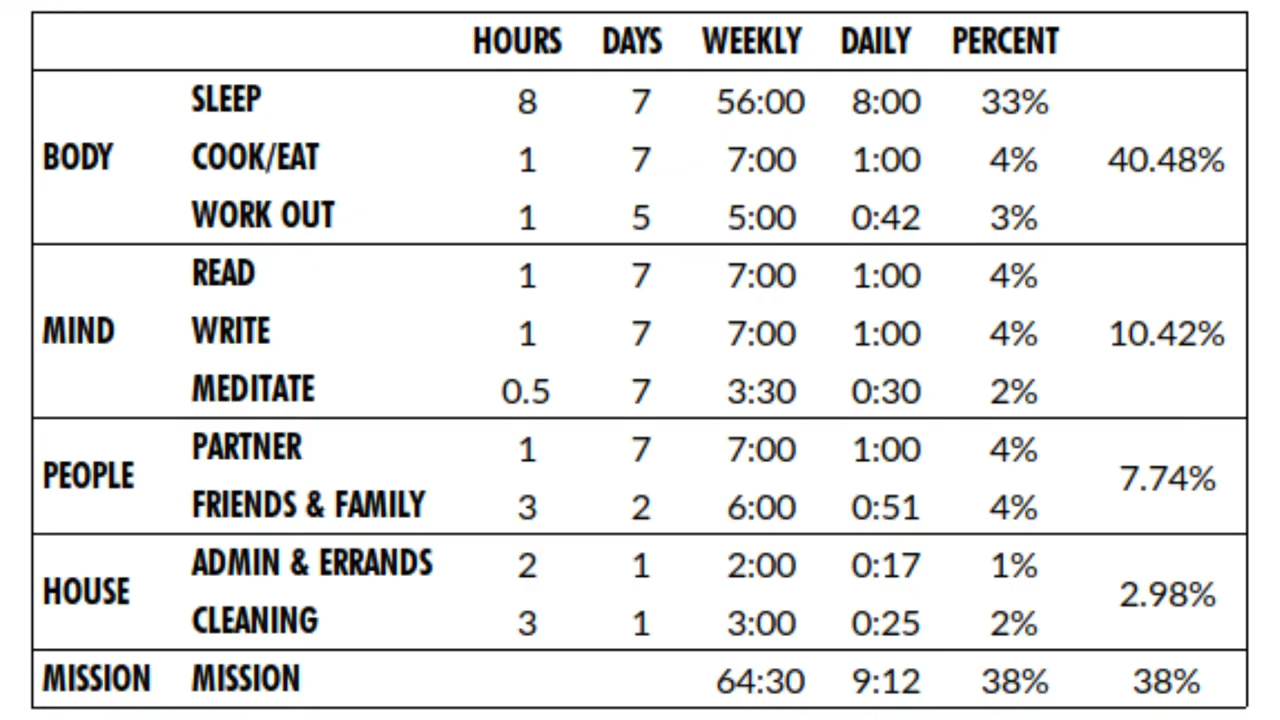 HOURS DAYS WEEKLY DAILY PERCENT
SLEEP 8 7 56:00 8:00 33%
BODY COOK/EAT 1 7 7:00 1:00 4% 40.48%
WORK OUT 1 5 5:00 0:42 3%
READ 1 7 7:00 1:00 4%
MIND WRITE 1 7 7:00 1:00 4% 10.42%
MEDITATE 0.5 7 3:30 0:30 2%
PARTNER 1 7 7:00 1:00 4%
PEOPLE 7.74%
FRIENDS & FAMILY 3 2 6:00 0:51 4%
ADMIN & ERRANDS 2 1 2:00 0:17 1%
HOUSE 2.98%
CLEANING 3 1 3:00 0:25 2%
MISSION MISSION 64:30 9:12 38% 38%